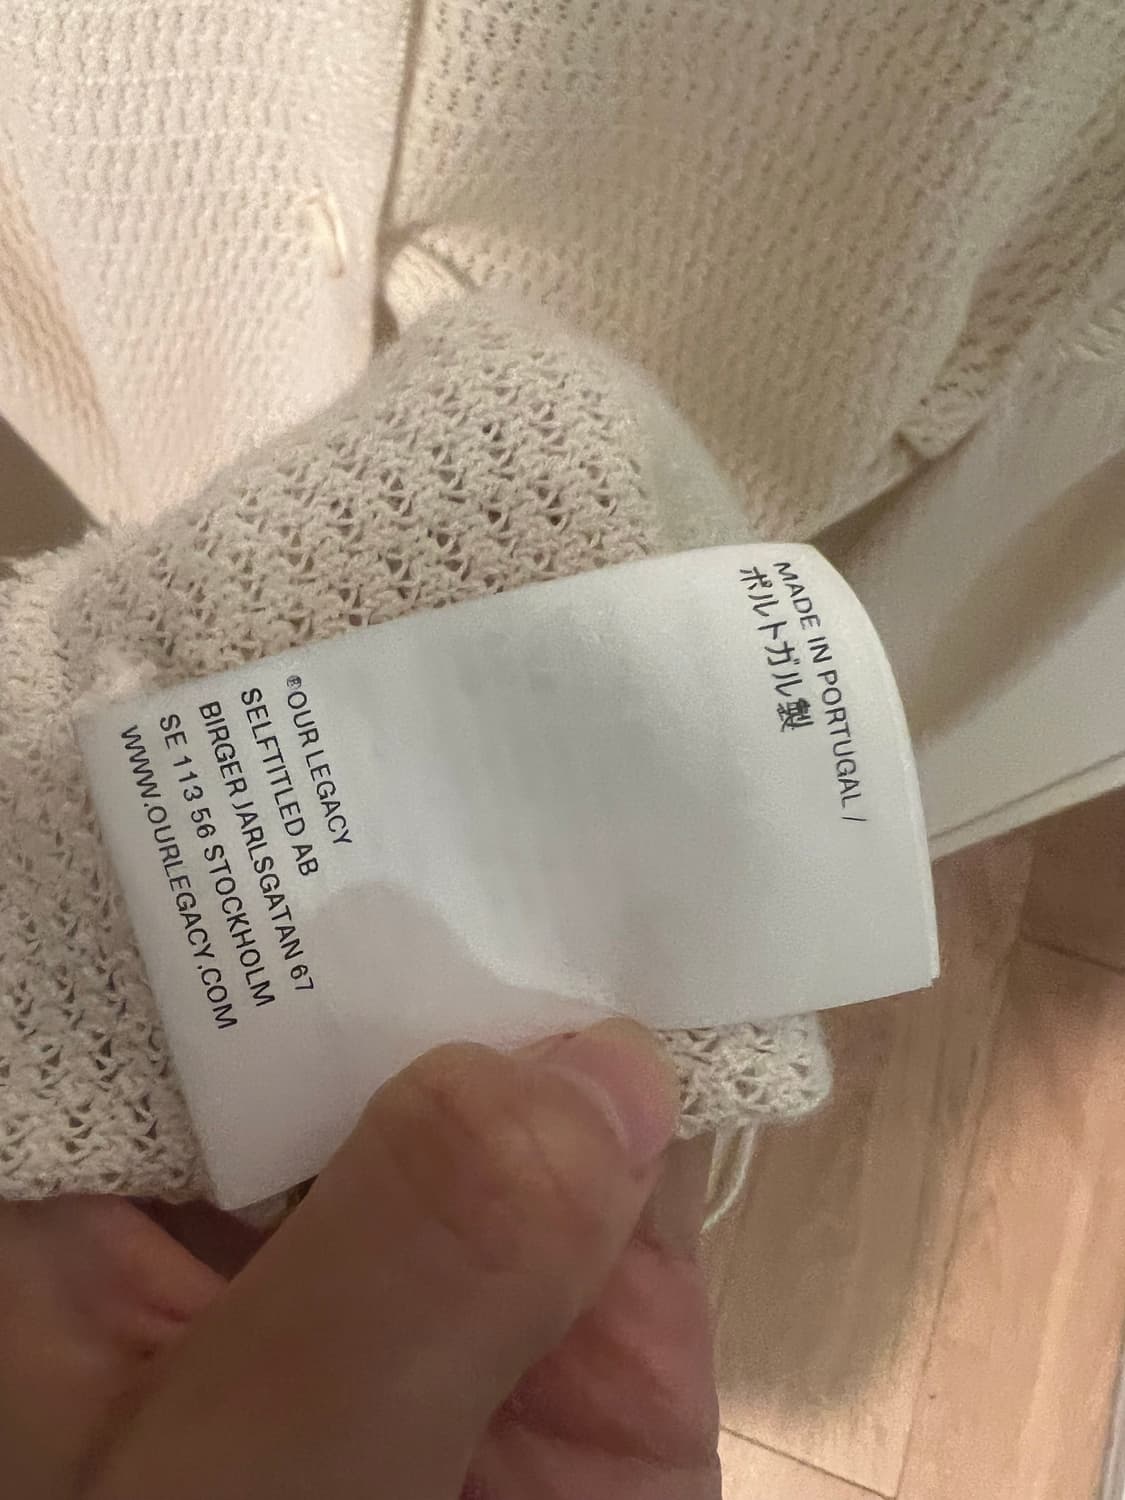 MADE IN PORTUGAL /
ポルトガル製
®OUR LEGACY
SELFTITLED AB
BIRGER JARLSGATAN 67
SE 113 56 STOCKHOLM
WWW.OURLEGACY.COM